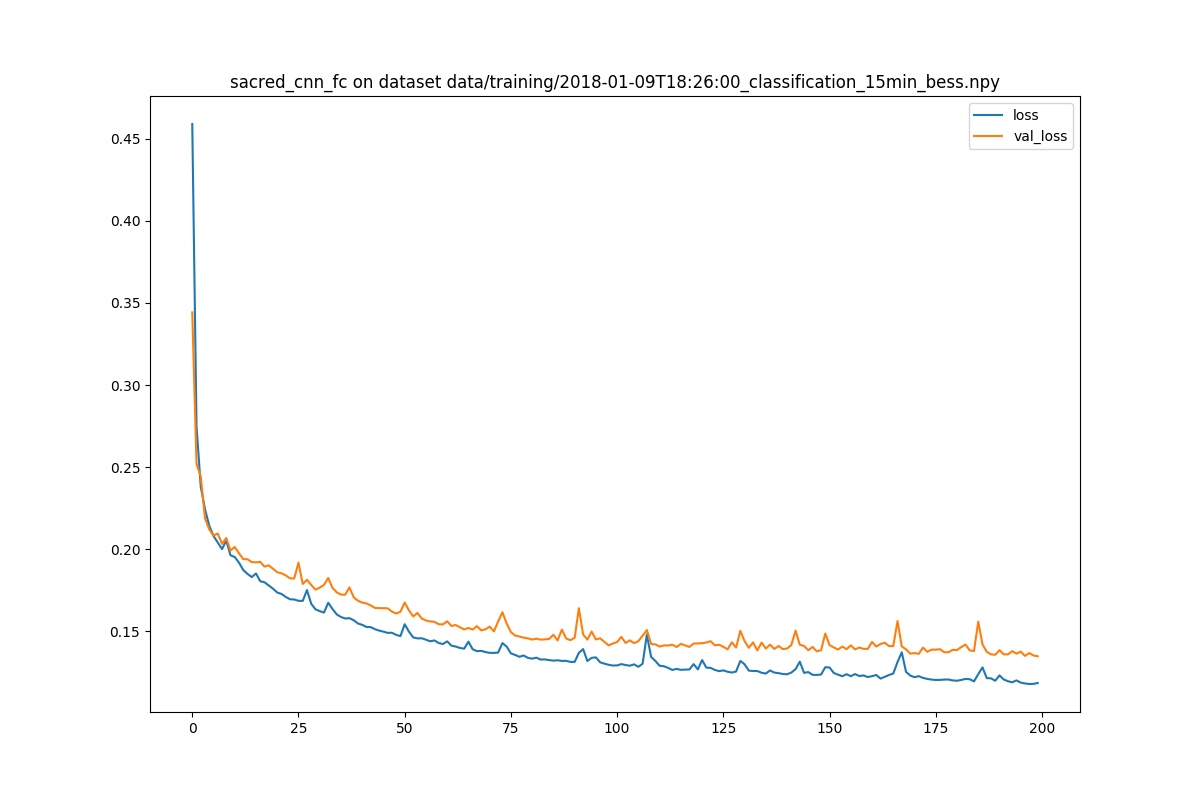 sacred_cnn_fc on dataset data/training/2018-01-09T18:26:00_classification_15min_bess.npy
loss
val_loss
0.45
0.40
0.35
0.30
0.25
0.20
0.15
0 25 50 75 100 125 150 175 200